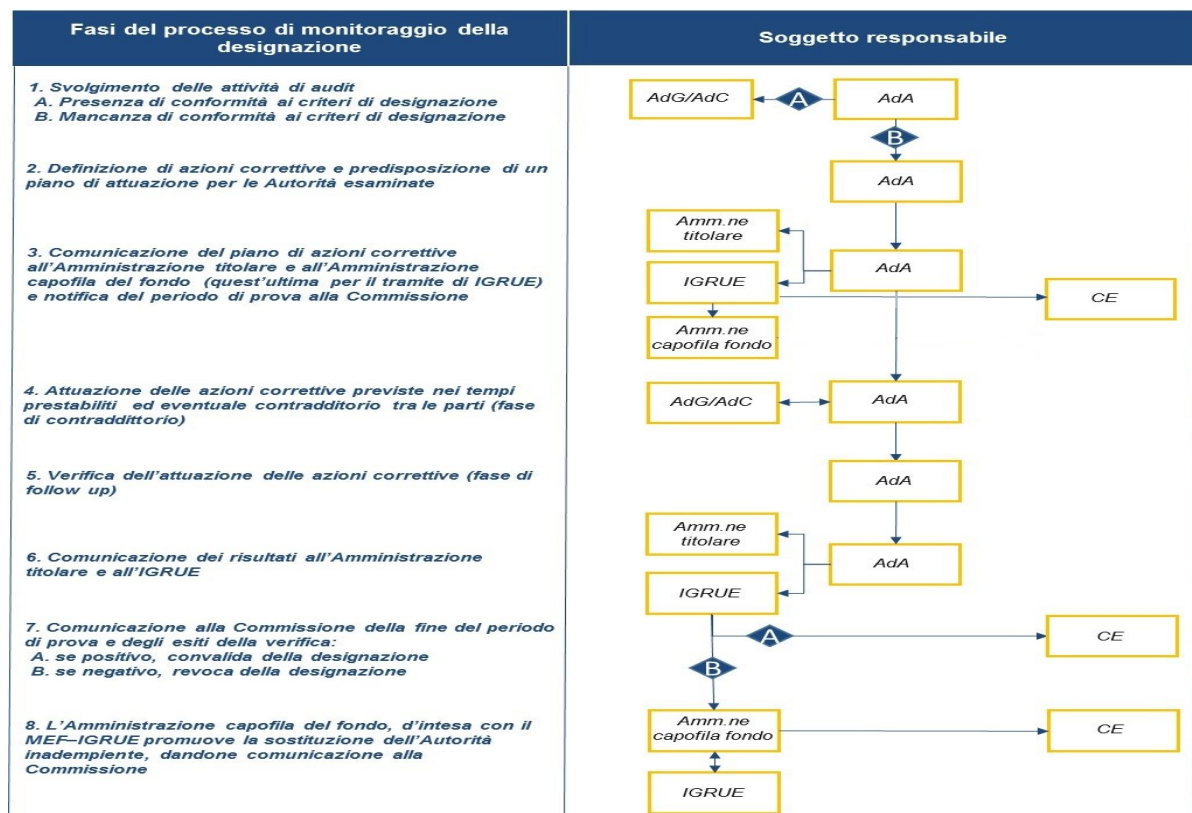 Fasi del processo di monitoraggio della
designazione
Soggetto responsabile
1. Svolgimento delle attività di audit
A. Presenza di conformità ai criteri di designazione
B. Mancanza di conformità ai criteri di designazione
AdG/AdC
A
AdA
B
2. Definizione di azioni correttive e predisposizione di un
piano di attuazione per le Autorità esaminate
AdA
3. Comunicazione del piano di azioni correttive
all'Amministrazione titolare e all'Amministrazione
capofila del fondo (quest'ultima per il tramite di IGRUE)
e notifica del periodo di prova alla Commissione
Amm.ne
titolare
AdA
IGRUE
CE
Amm.ne
capofila fondo
4. Attuazione delle azioni correttive previste nei tempi
prestabiliti ed eventuale contradditorio tra le parti (fase
di contraddittorio)
AdG/AdC
AdA
5. Verifica dell'attuazione delle azioni correttive (fase di
follow up)
AdA
6. Comunicazione dei risultati all'Amministrazione
titolare e all'IGRUE
Amm.ne
titolare
AdA
IGRUE
7. Comunicazione alla Commissione della fine del periodo
di prova e degli esiti della verifica:
A. se positivo, convalida della designazione
B. se negativo, revoca della designazione
A
CE
B
8. L'Amministrazione capofila del fondo, d'intesa con il
MEF–IGRUE promuove la sostituzione dell'Autorità
inadempiente, dandone comunicazione alla
Commissione
Amm.ne
capofila fondo
CE
IGRUE